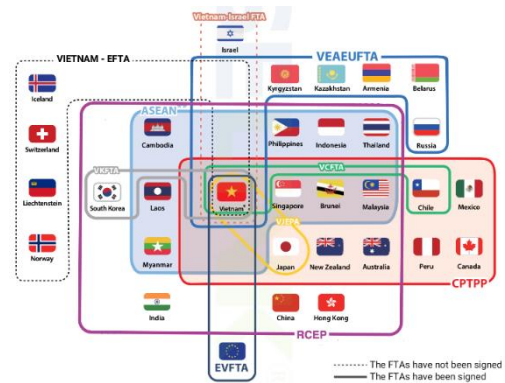 Vietnam-Israel FTA
Israel
VIETNAM - EFTA
VEAEUFTA
Iceland
Kyrgyzstan Kazakhstan Armenia Belarus
ASEAN
Switzerland
Cambodia
Philippines Indonesia Thailand
Russia
VKFTA
VCFTA
Liechtenstein
South Korea Laos Vietnam Singapore Brunei Malaysia Chile Mexico
VJEPA
Norway
Myanmar Japan New Zealand Australia Peru Canada
CPTPP
India China Hong Kong
RCEP
EVFTA
The FTAs have not been signed
The FTAs have been signed